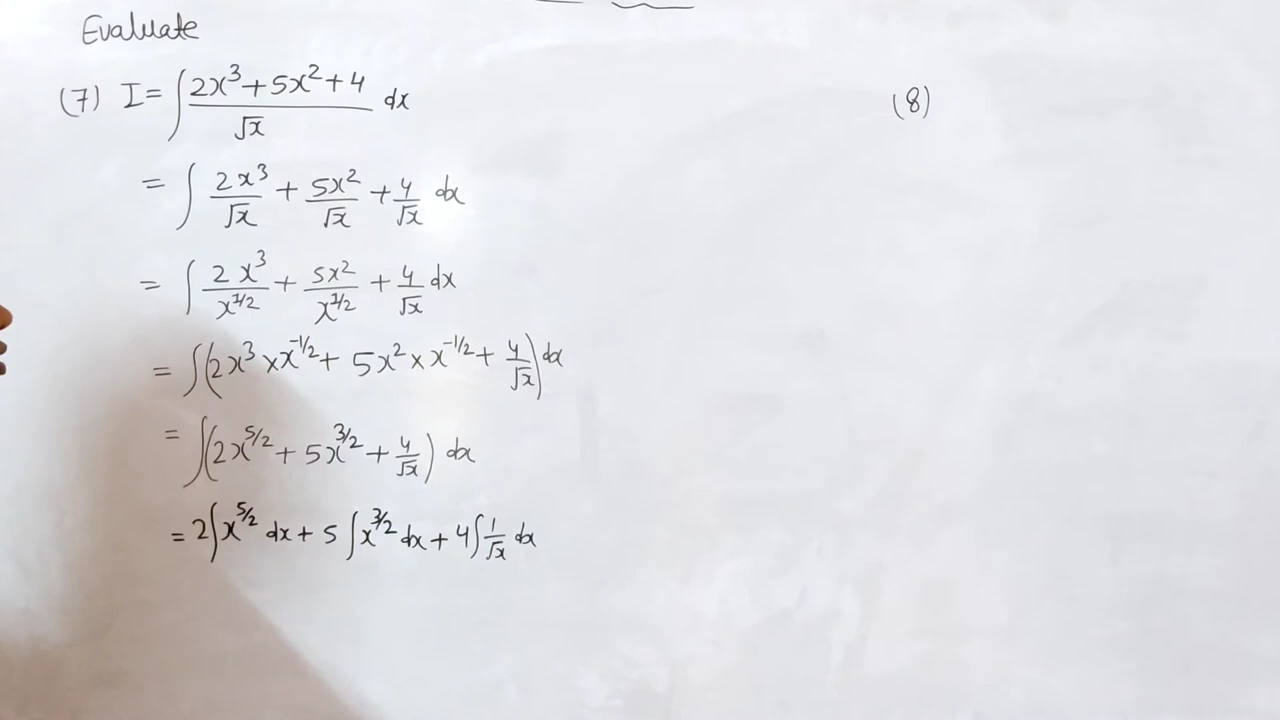 Evaluate
(7) I = ∫ (2x³ + 5x² + 4)/√x dx
= ∫ 2x³/√x + 5x²/√x + 4/√x dx
= ∫ 2x³/x^(1/2) + 5x²/x^(1/2) + 4/√x dx
= ∫(2x³ × x^(-1/2) + 5x² × x^(-1/2) + 4/√x) dx
= ∫(2x^(5/2) + 5x^(3/2) + 4/√x) dx
= 2∫x^(5/2) dx + 5∫x^(3/2) dx + 4∫1/√x dx
(8)